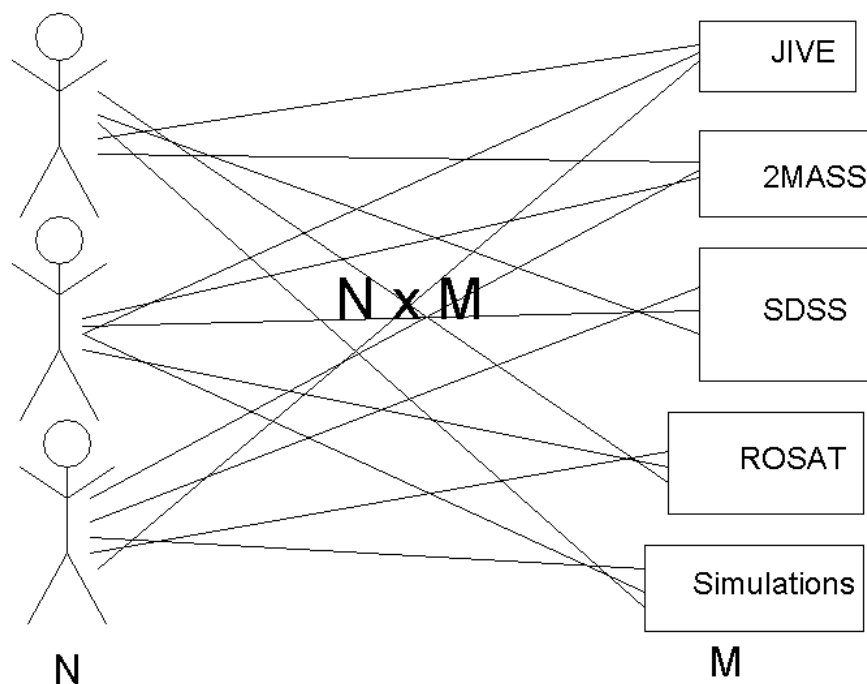 JIVE
2MASS
N x M
SDSS
ROSAT
Simulations
N
M